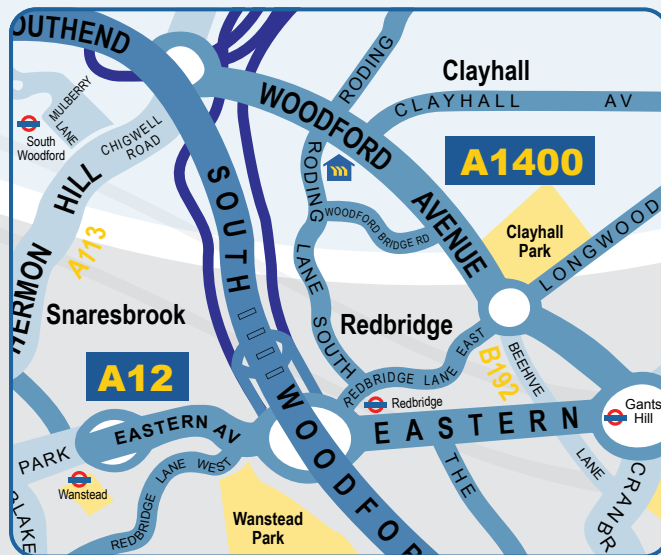 SOUTHEND
RODING
Clayhall
CLAYHALL AV
MULBERRY
LANE
South
Woodford
CHIGWELL
ROAD
WOODFORD
AVENUE
A1400
HERMON HILL
A113
SOUTH
RODING LANE SOUTH
WOODFORD BRIDGE RD
Clayhall
Park
LONGWOOD
Snaresbrook
Redbridge
REDBRIDGE LANE EAST
B192
BEEHIVE
LANE
A12
WOODFOR
Redbridge
Gants
Hill
EASTERN AV
EASTERN
PARK
Wanstead
REDBRIDGE LANE WEST
THE
BLAKE
Wanstead
Park
CRANBR